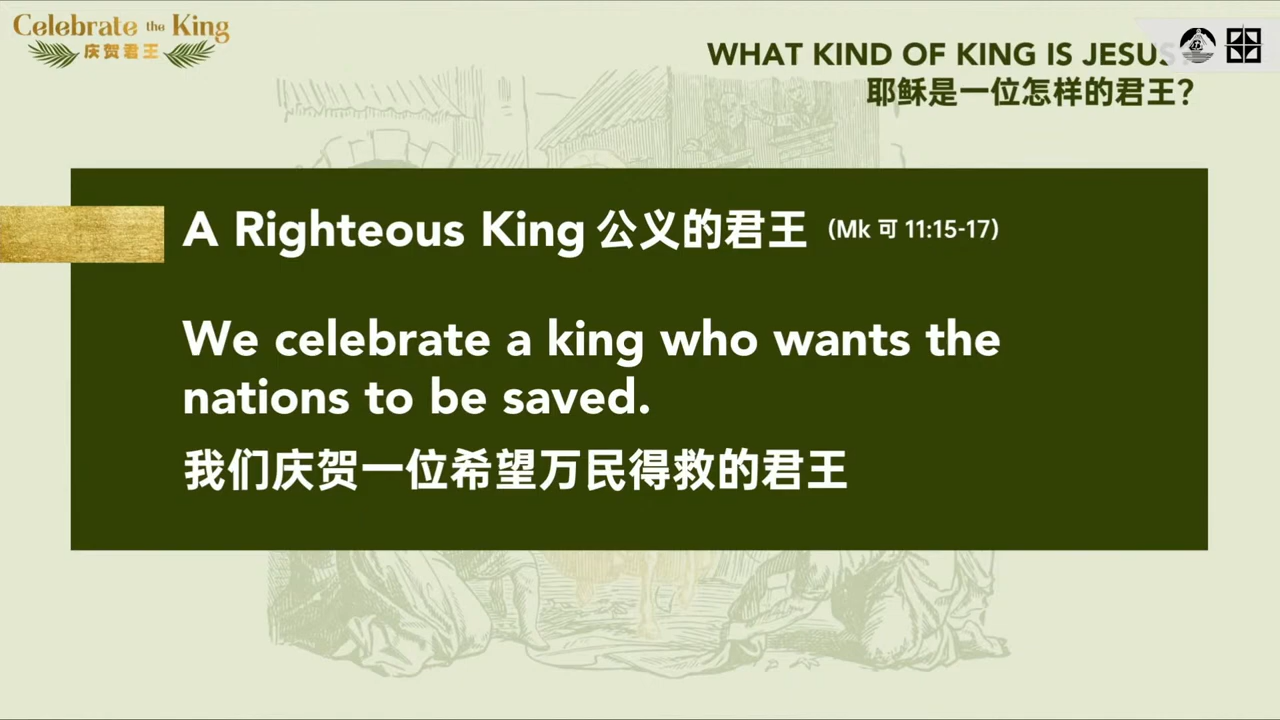 Celebrate the King
庆贺君王
WHAT KIND OF KING IS JESUS?
耶稣是一位怎样的君王?
A Righteous King 公义的君王 (Mk 可 11:15-17)
We celebrate a king who wants the
nations to be saved.
我们庆贺一位希望万民得救的君王